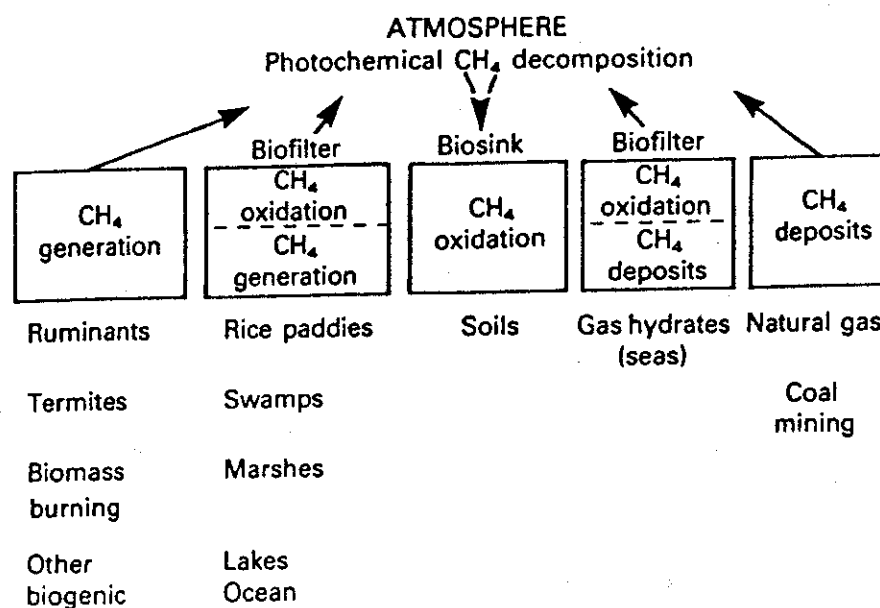 ATMOSPHERE
Photochemical CH₄ decomposition
Biofilter
Biosink
Biofilter
CH₄
oxidation
CH₄
generation
CH₄
generation
CH₄
oxidation
CH₄
oxidation
CH₄
deposits
CH₄
deposits
Ruminants
Rice paddies
Soils
Gas hydrates
(seas)
Natural gas
Termites
Swamps
Coal
mining
Biomass
burning
Marshes
Other
biogenic
Lakes
Ocean